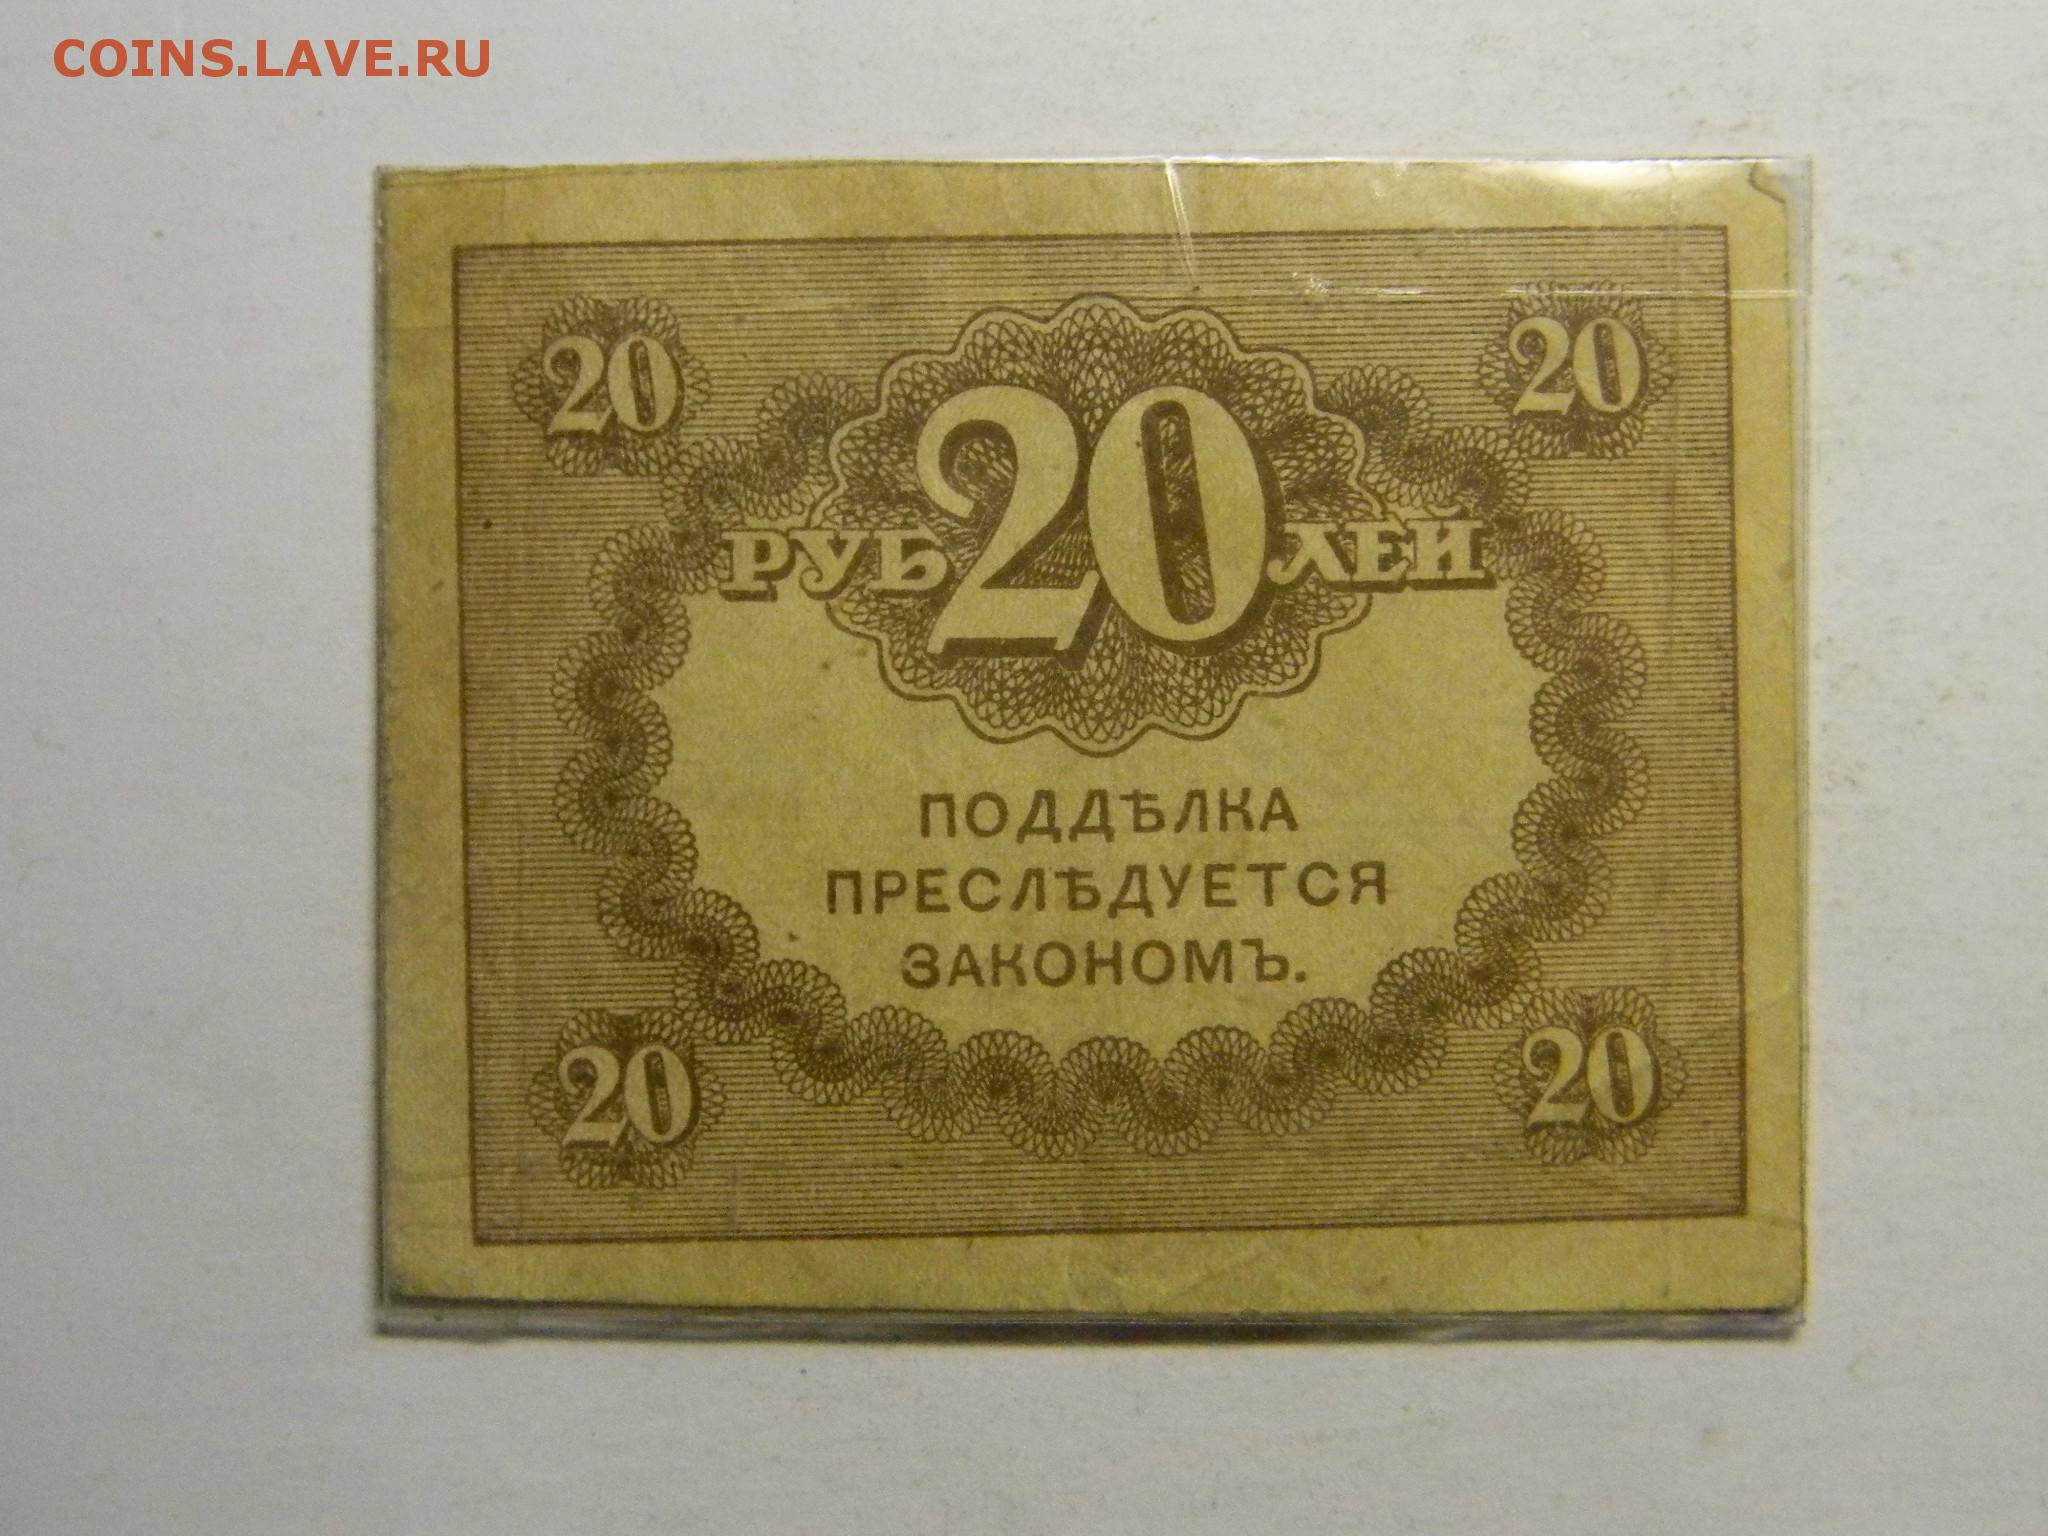 COINS.LAVE.RU
20 20
РУБ20ЛЕЙ
ПОДДѢЛКА
ПРЕСЛѢДУЕТСЯ
ЗАКОНОМЪ.
20 20